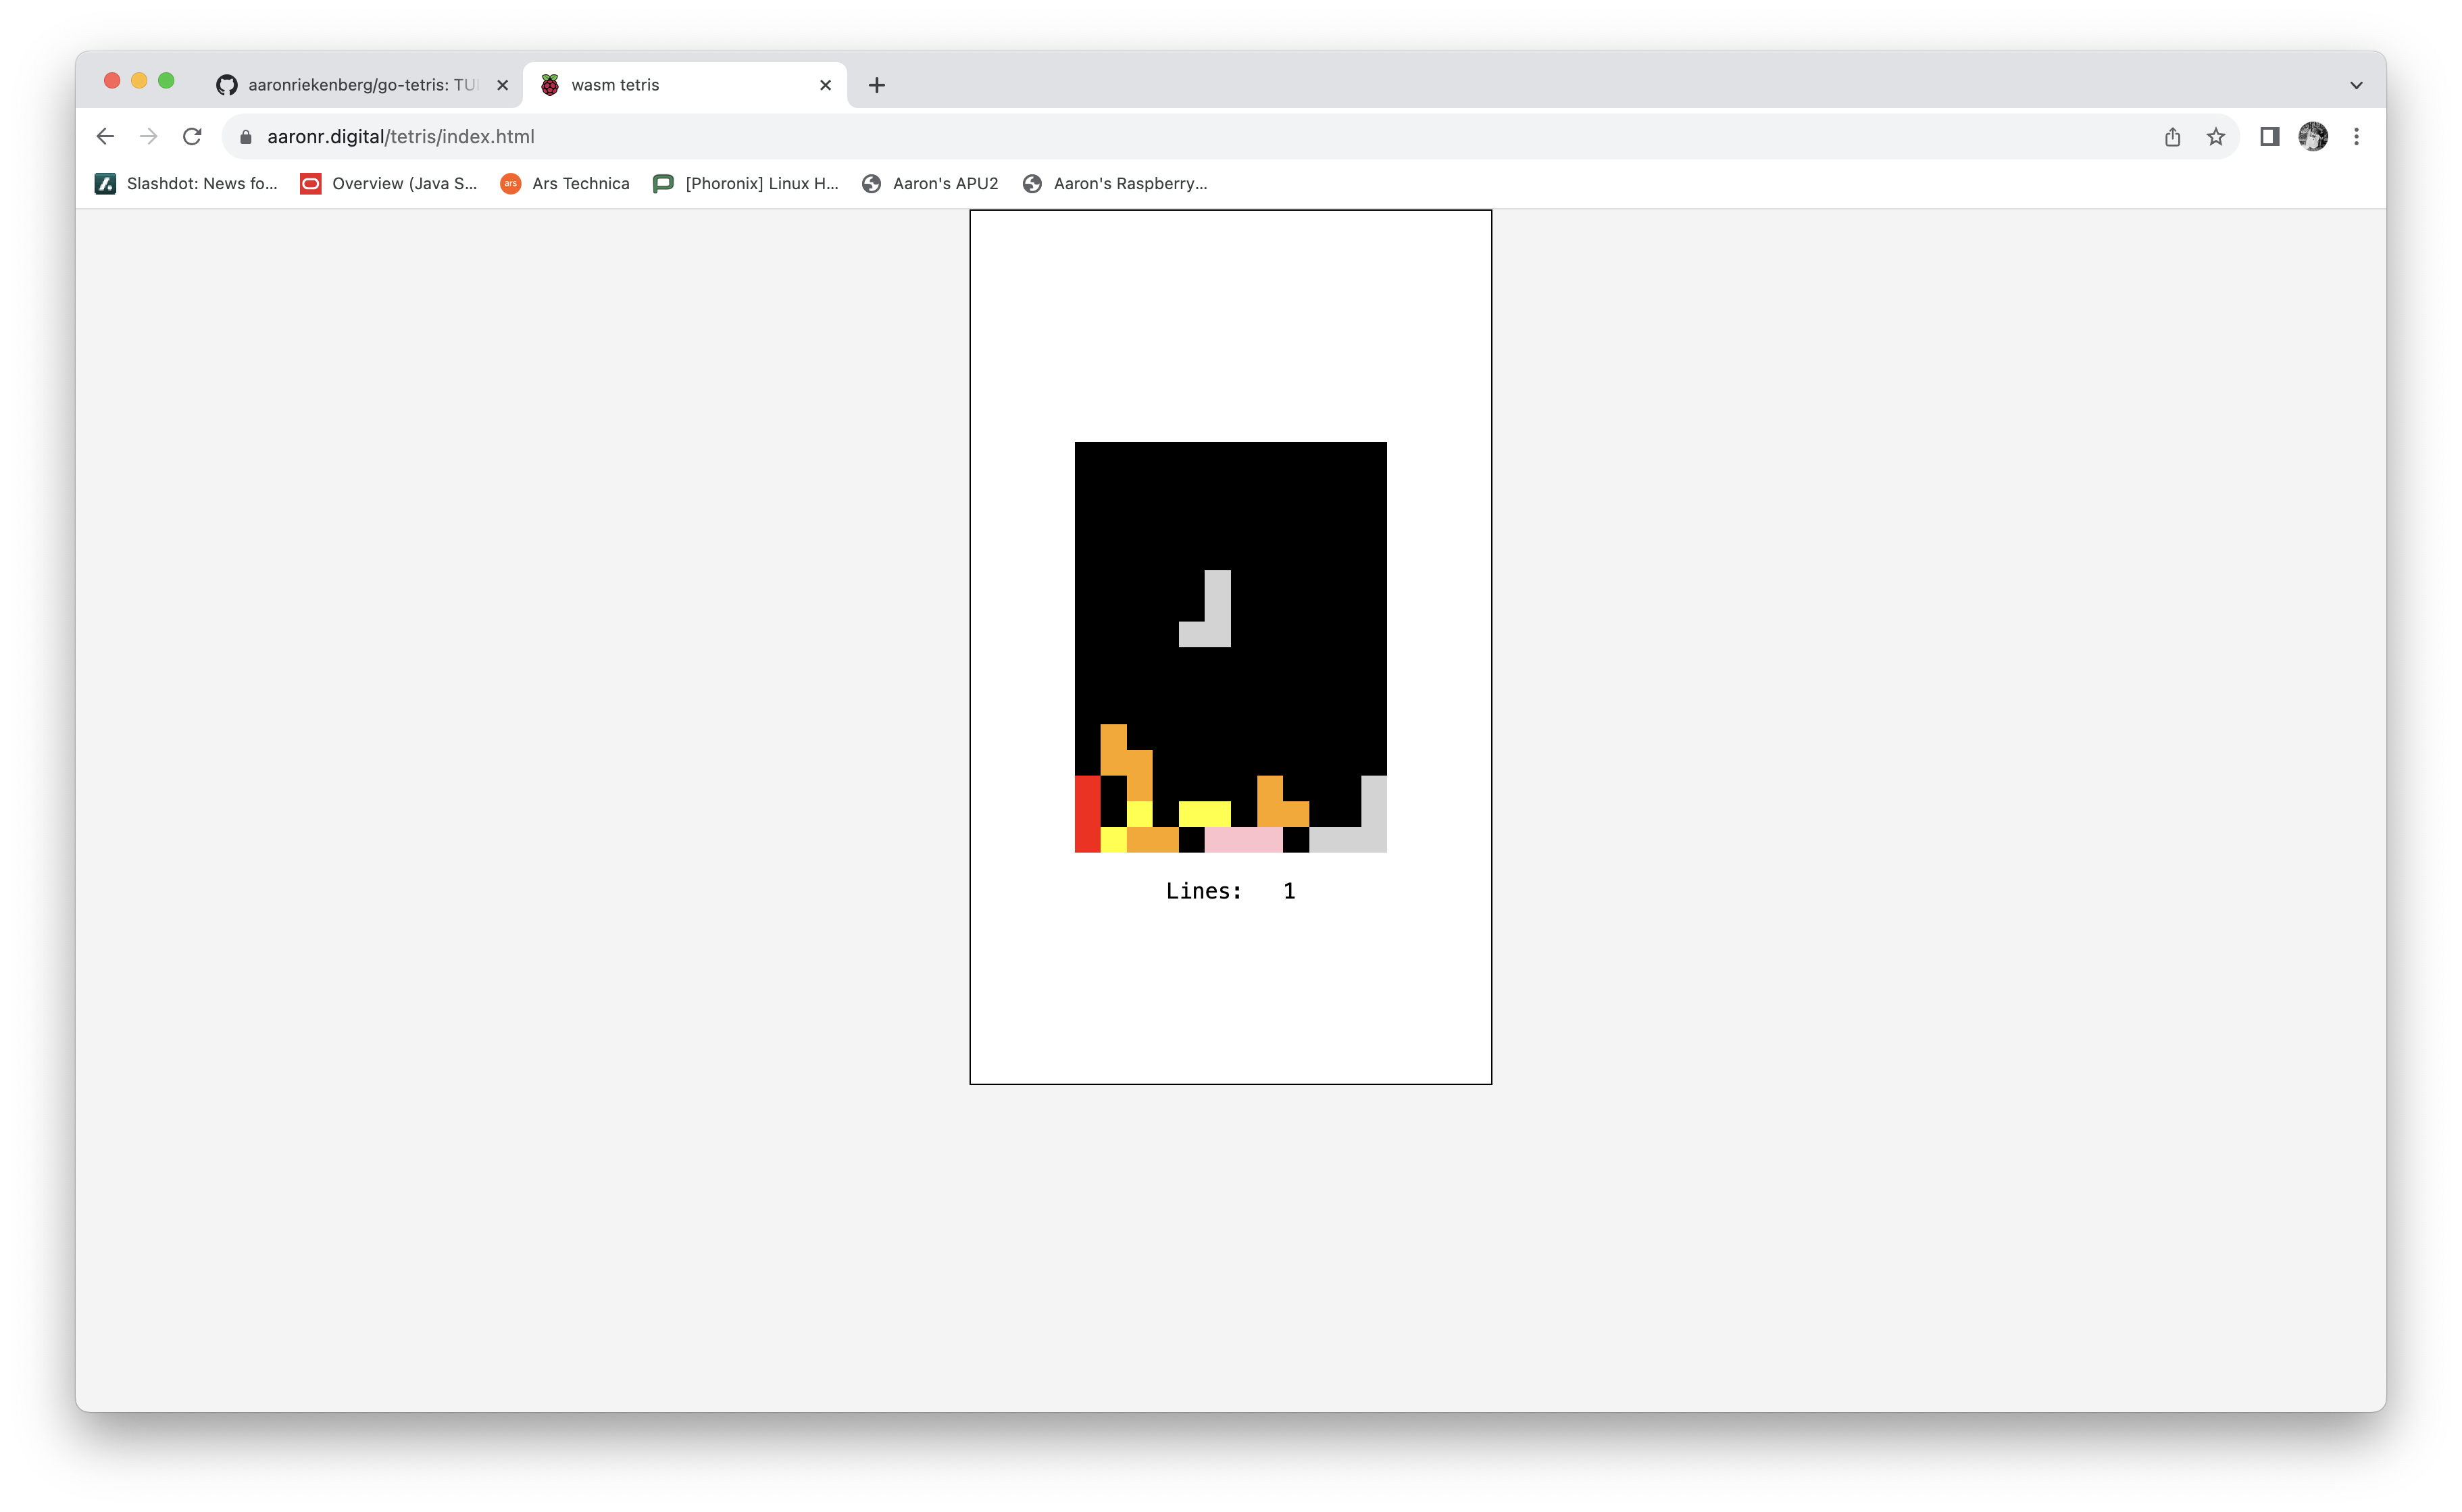 aaronriekenberg/go-tetris: TU
wasm tetris
aaronr.digital/tetris/index.html
Slashdot: News fo...
Overview (Java S...
ars
Ars Technica
[Phoronix] Linux H...
Aaron's APU2
Aaron's Raspberry...
Lines: 1